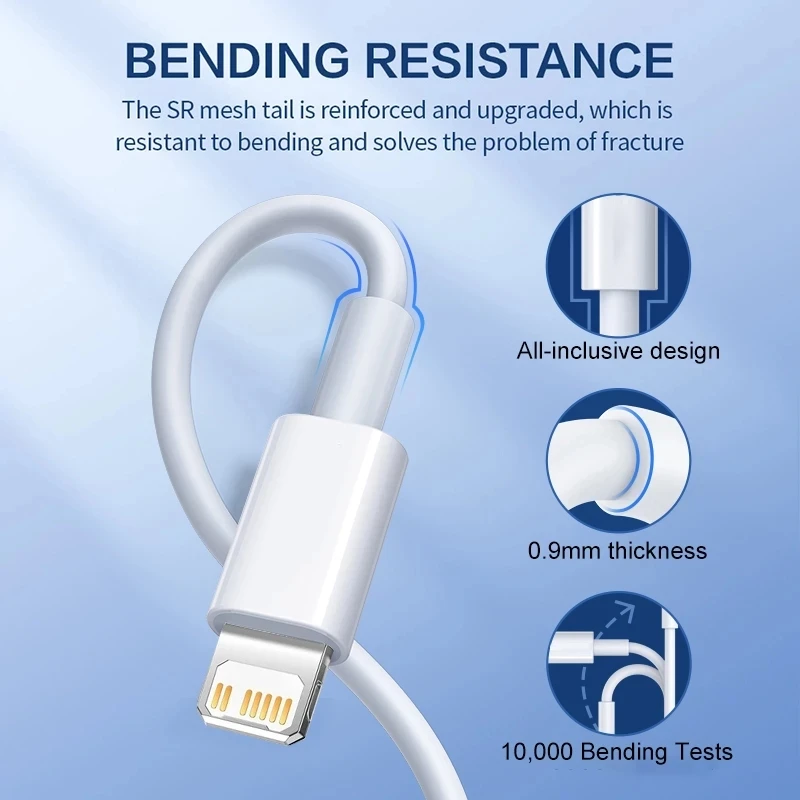 BENDING RESISTANCE
The SR mesh tail is reinforced and upgraded, which is
resistant to bending and solves the problem of fracture
All-inclusive design
0.9mm thickness
10,000 Bending Tests